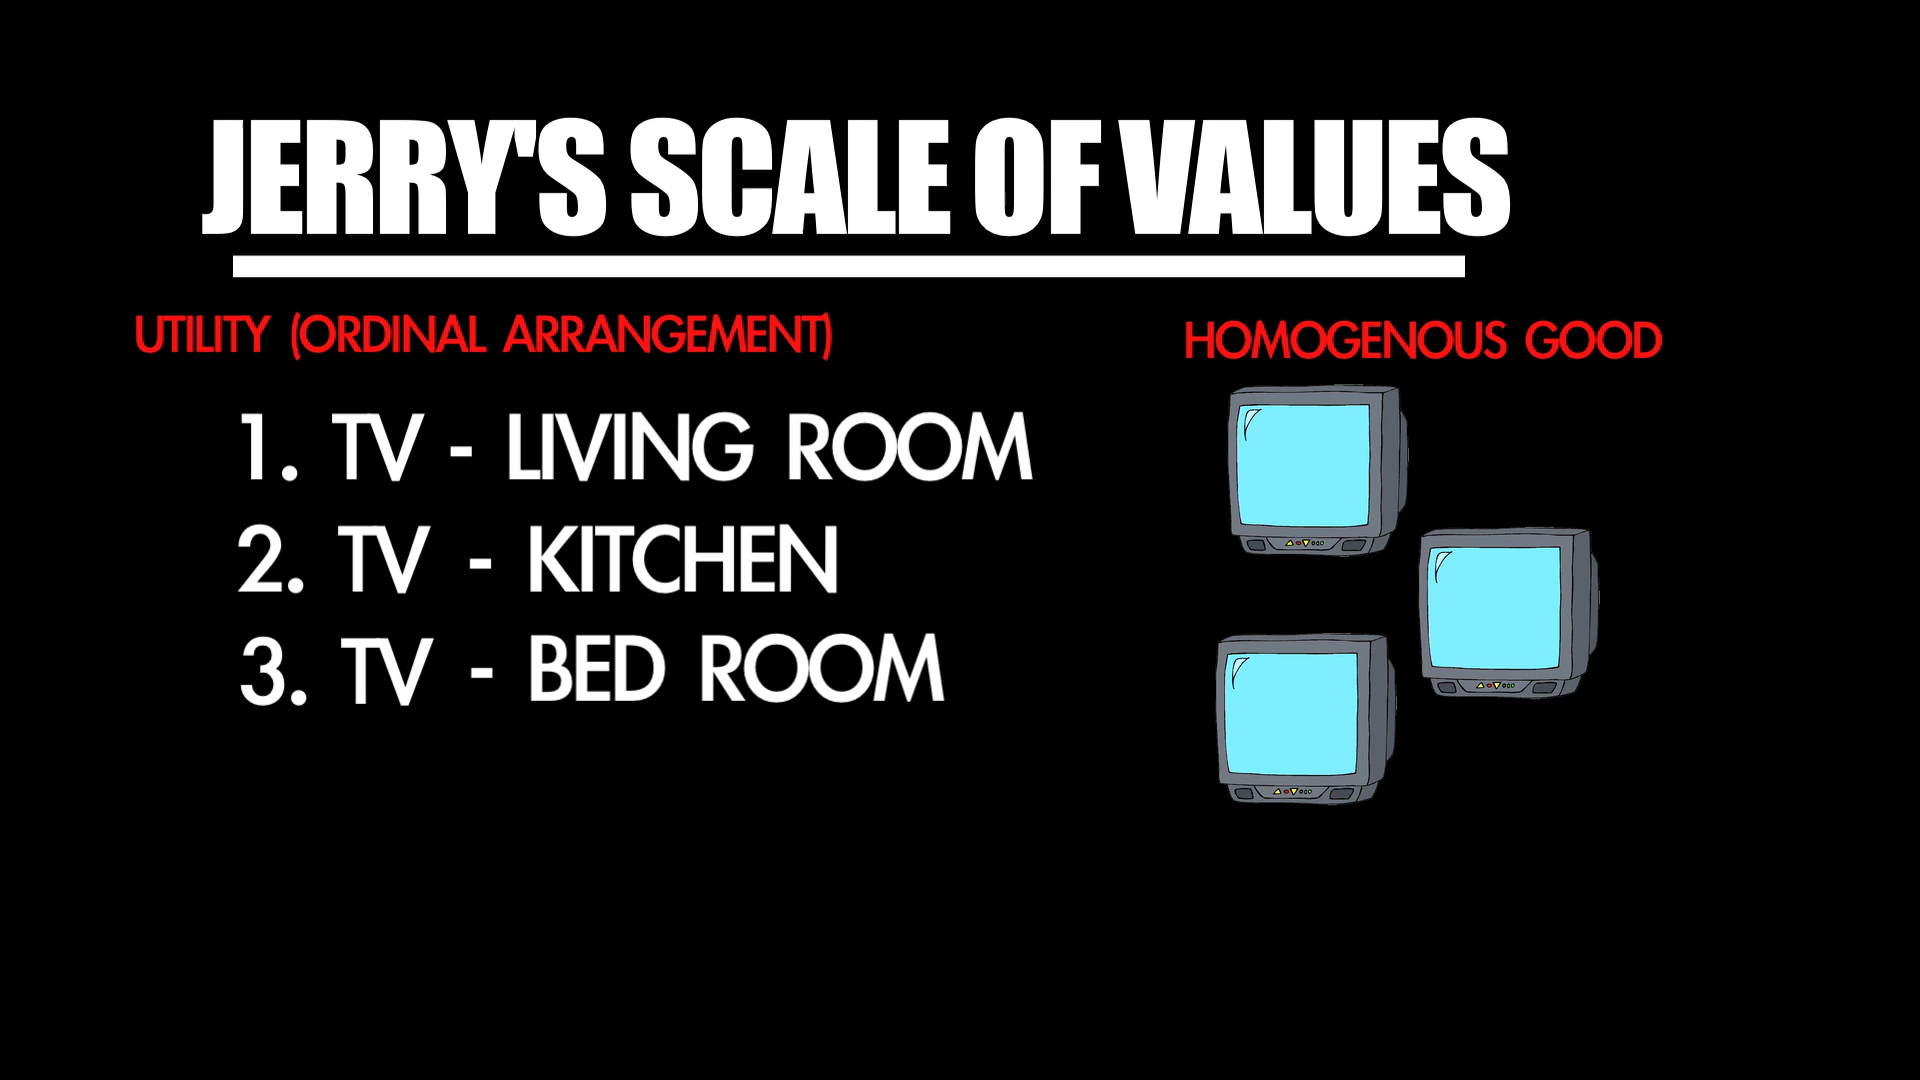 JERRY'S SCALE OF VALUES
UTILITY (ORDINAL ARRANGEMENT)
1. TV - LIVING ROOM
2. TV - KITCHEN
3. TV - BED ROOM
HOMOGENOUS GOOD